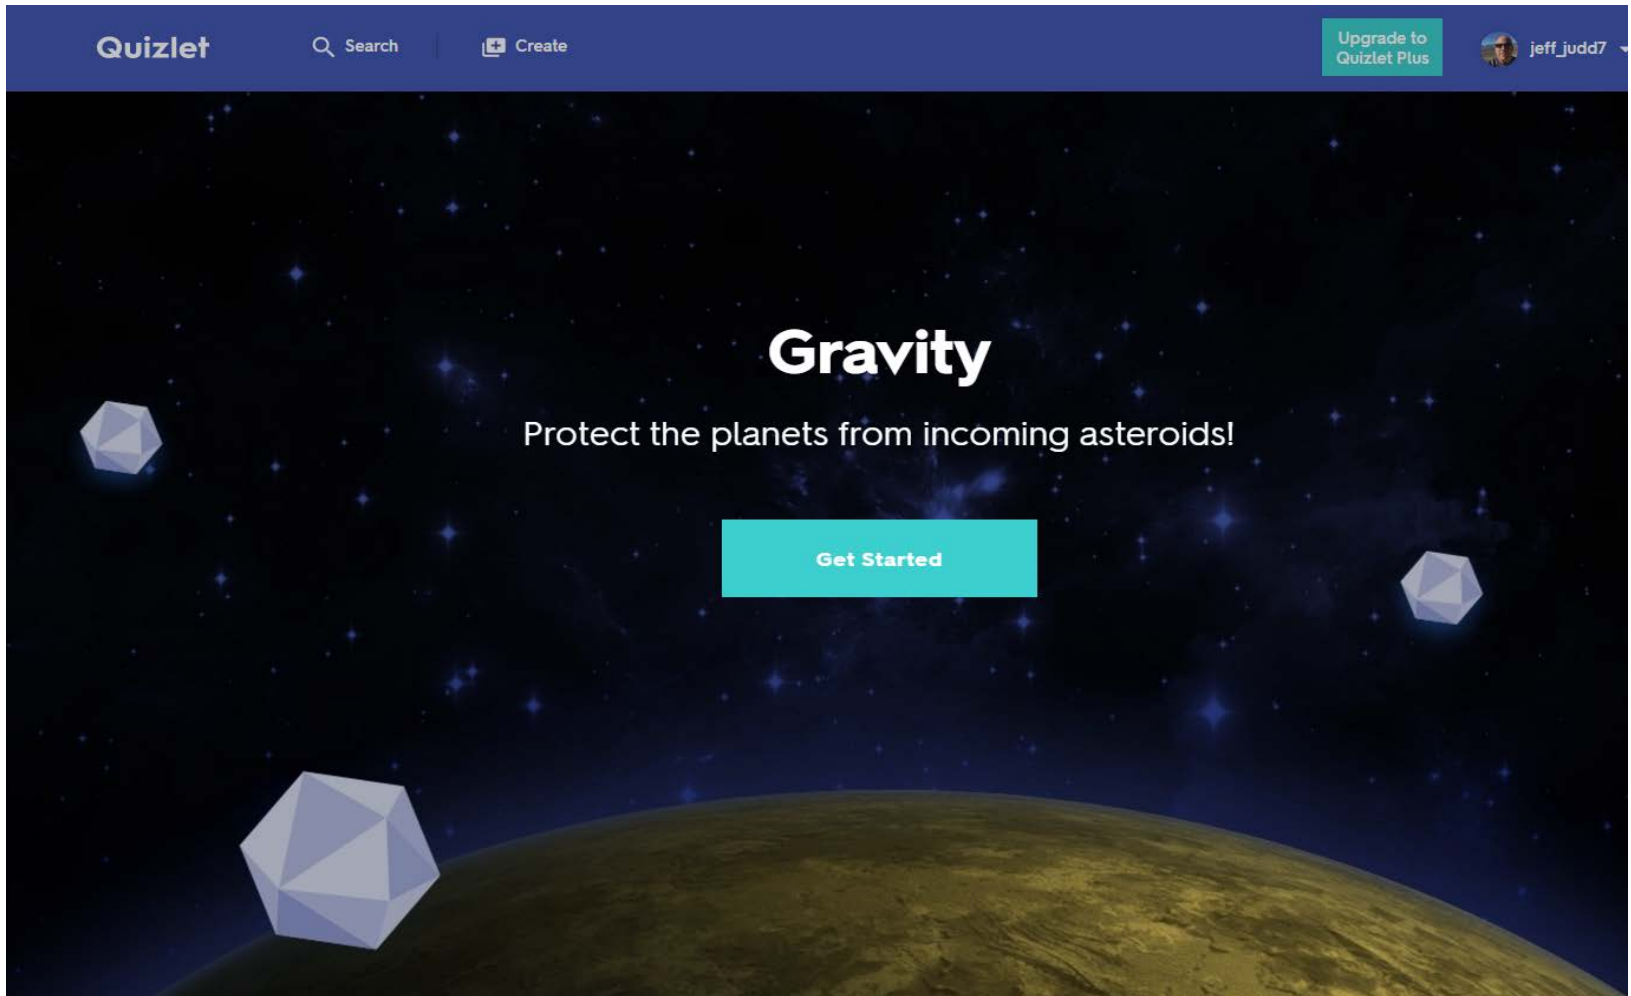 Quizlet
Search
Create
Upgrade to
Quizlet Plus
jeff_judd7
Gravity
Protect the planets from incoming asteroids!
Get Started